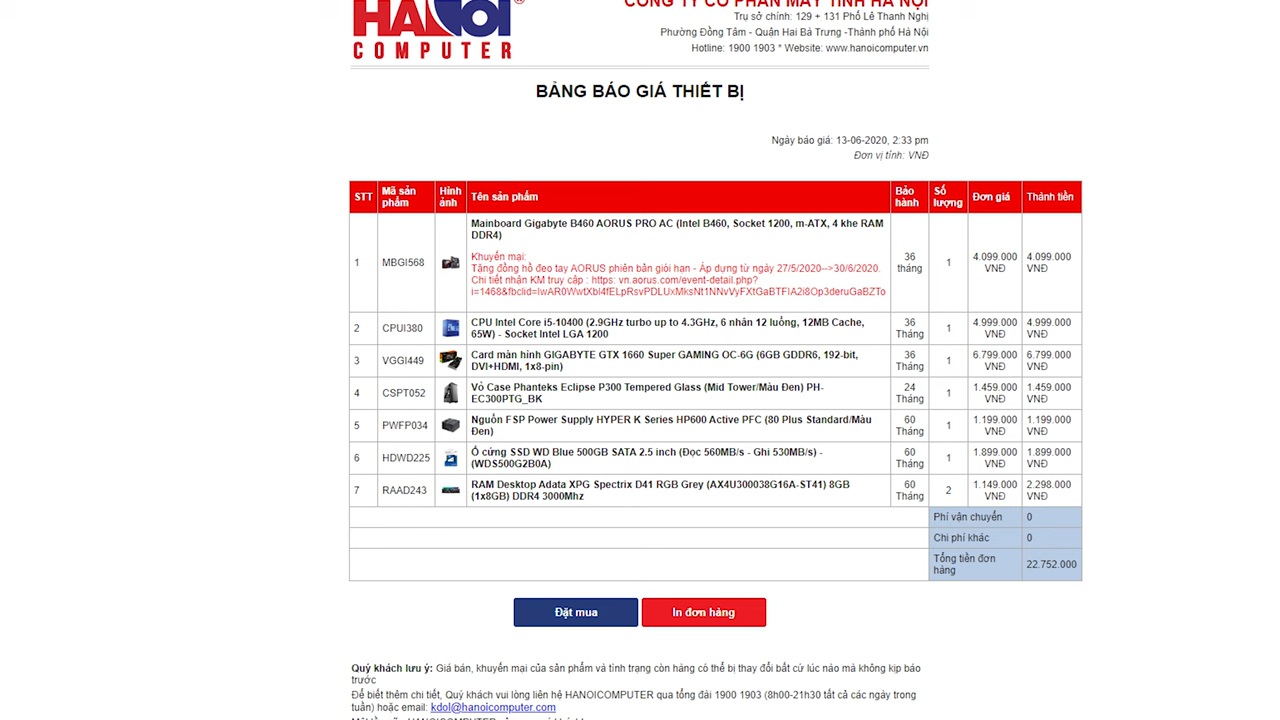 HANOI ®
COMPUTER
CÔNG TY CỔ PHẦN MÁY TÍNH HÀ NỘI
Trụ sở chính: 129 + 131 Phố Lê Thanh Nghị
Phường Đồng Tâm - Quận Hai Bà Trưng -Thành phố Hà Nội
Hotline: 1900 1903 * Website: www.hanoicomputer.vn
BẢNG BÁO GIÁ THIẾT BỊ
Ngày báo giá: 13-06-2020, 2:33 pm
Đơn vị tính: VNĐ
STT Mã sản phẩm Hình ảnh Tên sản phẩm Bảo hành Số lượng Đơn giá Thành tiền
Mainboard Gigabyte B460 AORUS PRO AC (Intel B460, Socket 1200, m-ATX, 4 khe RAM
DDR4)
Khuyến mại:
Tặng đồng hồ đeo tay AORUS phiên bản giới hạn - Áp dụng từ ngày 27/5/2020-->30/6/2020.
Chi tiết nhận KM truy cập : https: vn.aorus.com/event-detail.php?
1 MBGI568 36 tháng 1 4.099.000 VNĐ 4.099.000 VNĐ
CPU Intel Core i5-10400 (2.9GHz turbo up to 4.3GHz, 6 nhân 12 luồng, 12MB Cache,
65W) - Socket Intel LGA 1200
2 CPUI380 36 Tháng 1 4.999.000 VNĐ 4.999.000 VNĐ
Card màn hình GIGABYTE GTX 1660 Super GAMING OC-6G (6GB GDDR6, 192-bit,
DVI+HDMI, 1x8-pin)
3 VGGI449 36 Tháng 1 6.799.000 VNĐ 6.799.000 VNĐ
Vỏ Case Phanteks Eclipse P300 Tempered Glass (Mid Tower/Màu Đen) PH-
EC300PTG_BK
4 CSPT052 24 Tháng 1 1.459.000 VNĐ 1.459.000 VNĐ
Nguồn FSP Power Supply HYPER K Series HP600 Active PFC (80 Plus Standard/Màu
Đen)
5 PWFP034 60 Tháng 1 1.199.000 VNĐ 1.199.000 VNĐ
Ổ cứng SSD WD Blue 500GB SATA 2.5 inch (Đọc 560MB/s - Ghi 530MB/s) -
(WDS500G2B0A)
6 HDWD225 60 Tháng 1 1.899.000 VNĐ 1.899.000 VNĐ
RAM Desktop Adata XPG Spectrix D41 RGB Grey (AX4U300038G16A-ST41) 8GB
(1x8GB) DDR4 3000Mhz
7 RAAD243 60 Tháng 2 1.149.000 VNĐ 2.298.000 VNĐ
Phí vận chuyển 0
Chi phí khác 0
Tổng tiền đơn hàng 22.752.000
Đặt mua In đơn hàng
Quý khách lưu ý: Giá bán, khuyến mại của sản phẩm và tình trạng còn hàng có thể bị thay đổi bất cứ lúc nào mà không kịp báo
trước
Để biết thêm chi tiết, Quý khách vui lòng liên hệ HANOICOMPUTER qua tổng đài 1900 1903 (8h00-21h30 tất cả các ngày trong
tuần) hoặc email: kdol@hanoicomputer.com